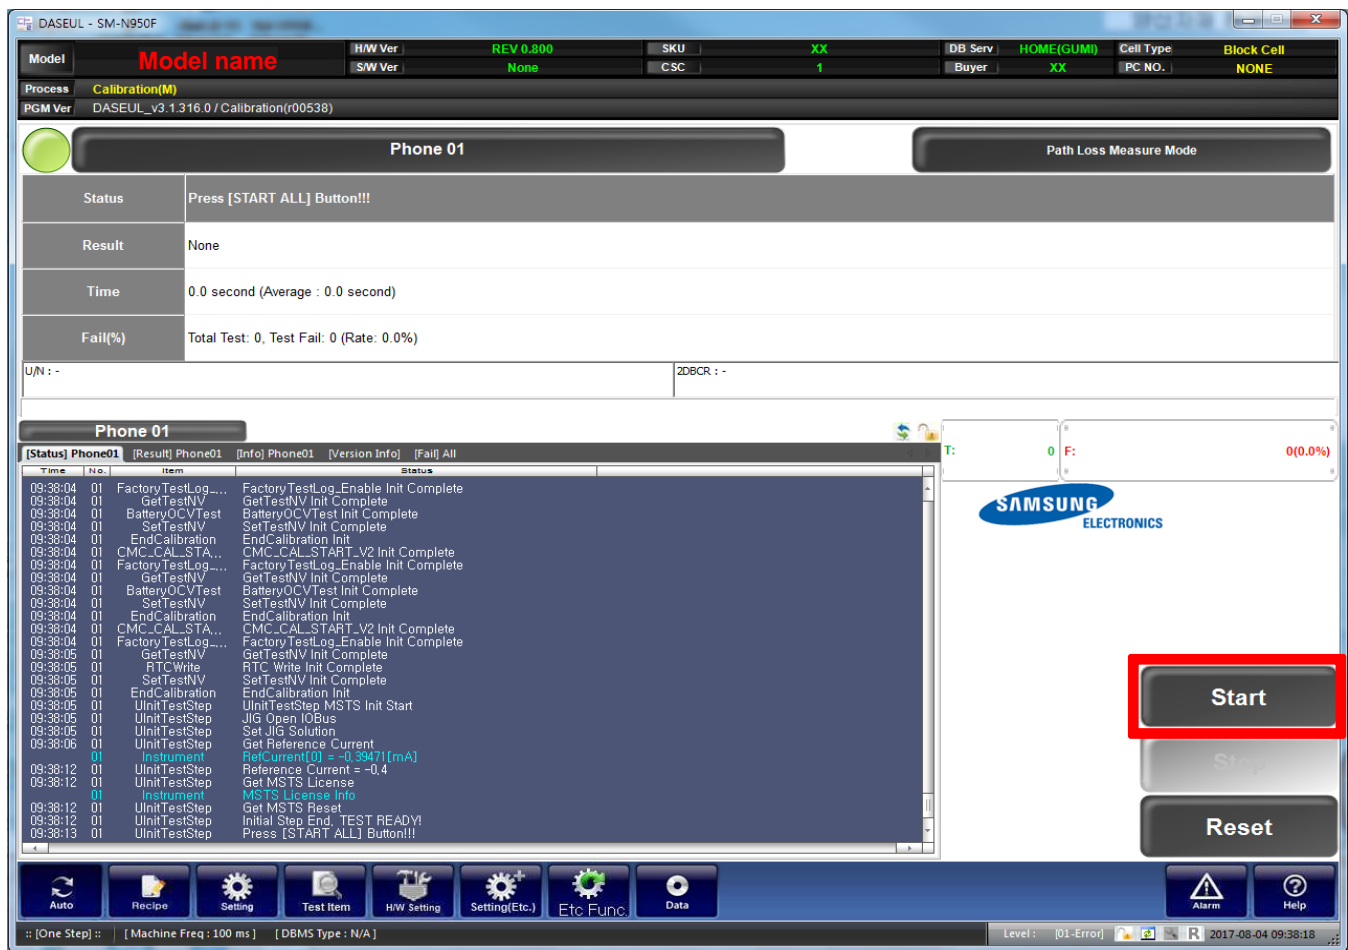 DASEUL - SM-N950F
Model Model name H/W Ver REV 0.800 SKU XX DB Serv HOME(GUMI) Cell Type Block Cell
S/W Ver None CSC 1 Buyer XX PC NO. NONE
Process Calibration(M)
PGM Ver DASEUL_v3.1.316.0 / Calibration(r00538)
Phone 01 Path Loss Measure Mode
Status Press [START ALL] Button!!!
Result None
Time 0.0 second (Average : 0.0 second)
Fail(%) Total Test: 0, Test Fail: 0 (Rate: 0.0%)
U/N : - 2DBCR : -
Phone 01
[Status] Phone01 [Result] Phone01 [Info] Phone01 [Version Info] [Fail] All
T: 0 F: 0(0.0%)
Time No. Item Status
09:38:04 01 FactoryTestLog_... FactoryTestLog_Enable Init Complete
09:38:04 01 GetTestNV GetTestNV Init Complete
09:38:04 01 BatteryOCVTest BatteryOCVTest Init Complete
09:38:04 01 SetTestNV SetTestNV Init Complete
09:38:04 01 EndCalibration EndCalibration Init
09:38:04 01 CMC_CAL_STA... CMC_CAL_START_V2 Init Complete
09:38:04 01 FactoryTestLog_... FactoryTestLog_Enable Init Complete
09:38:04 01 GetTestNV GetTestNV Init Complete
09:38:04 01 BatteryOCVTest BatteryOCVTest Init Complete
09:38:04 01 SetTestNV SetTestNV Init Complete
09:38:04 01 EndCalibration EndCalibration Init
09:38:04 01 CMC_CAL_STA... CMC_CAL_START_V2 Init Complete
09:38:04 01 FactoryTestLog_... FactoryTestLog_Enable Init Complete
09:38:05 01 GetTestNV GetTestNV Init Complete
09:38:05 01 RTCWrite RTC Write Init Complete
09:38:05 01 SetTestNV SetTestNV Init Complete
09:38:05 01 EndCalibration EndCalibration Init
09:38:05 01 UInitTestStep UInitTestStep MSTS Init Start
09:38:05 01 UInitTestStep JIG Open IOBus
09:38:05 01 UInitTestStep Set JIG Solution
09:38:06 01 UInitTestStep Get Reference Current
01 Instrument RefCurrent[0] = -0,39471[mA]
09:38:12 01 UInitTestStep Reference Current = -0,4
09:38:12 01 UInitTestStep Get MSTS License
01 Instrument MSTS License Info
09:38:12 01 UInitTestStep Get MSTS Reset
09:38:12 01 UInitTestStep Initial Step End, TEST READY!
09:38:13 01 UInitTestStep Press [START ALL] Button!!!
SAMSUNG
ELECTRONICS
Start
Stop
Reset
Auto Recipe Setting Test Item H/W Setting Setting(Etc.) Etc Func. Data Alarm Help
:: [One Step] :: [ Machine Freq : 100 ms ] [ DBMS Type : N/A ] Level : [01-Error] R 2017-08-04 09:38:18